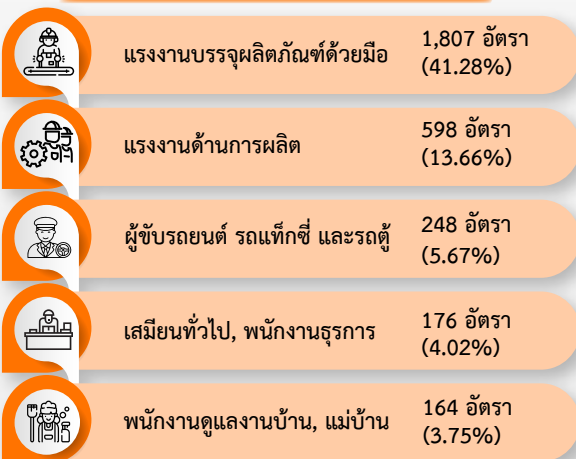 แรงงานบรรจุผลิตภัณฑ์ด้วยมือ
1,807 อัตรา
(41.28%)
แรงงานด้านการผลิต
598 อัตรา
(13.66%)
ผู้ขับรถยนต์ รถแท็กซี่ และรถตู้
248 อัตรา
(5.67%)
เสมียนทั่วไป, พนักงานธุรการ
176 อัตรา
(4.02%)
พนักงานดูแลงานบ้าน, แม่บ้าน
164 อัตรา
(3.75%)